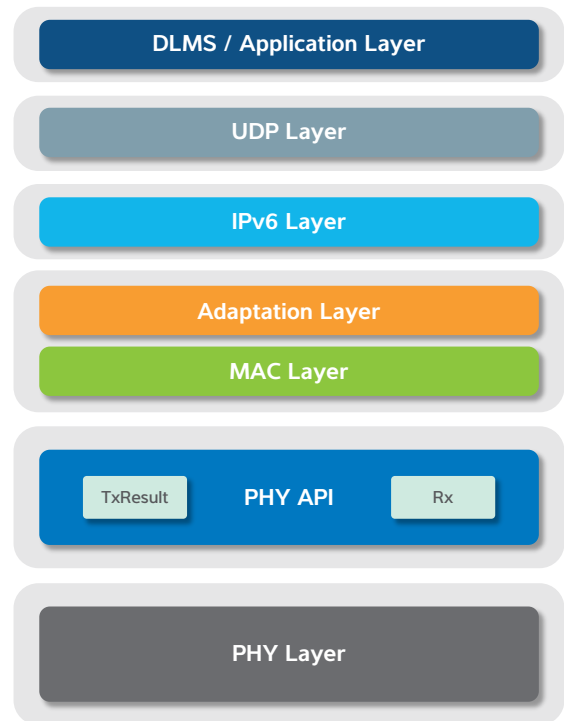 DLMS / Application Layer
UDP Layer
IPv6 Layer
Adaptation Layer
MAC Layer
TxResult PHY API Rx
PHY Layer